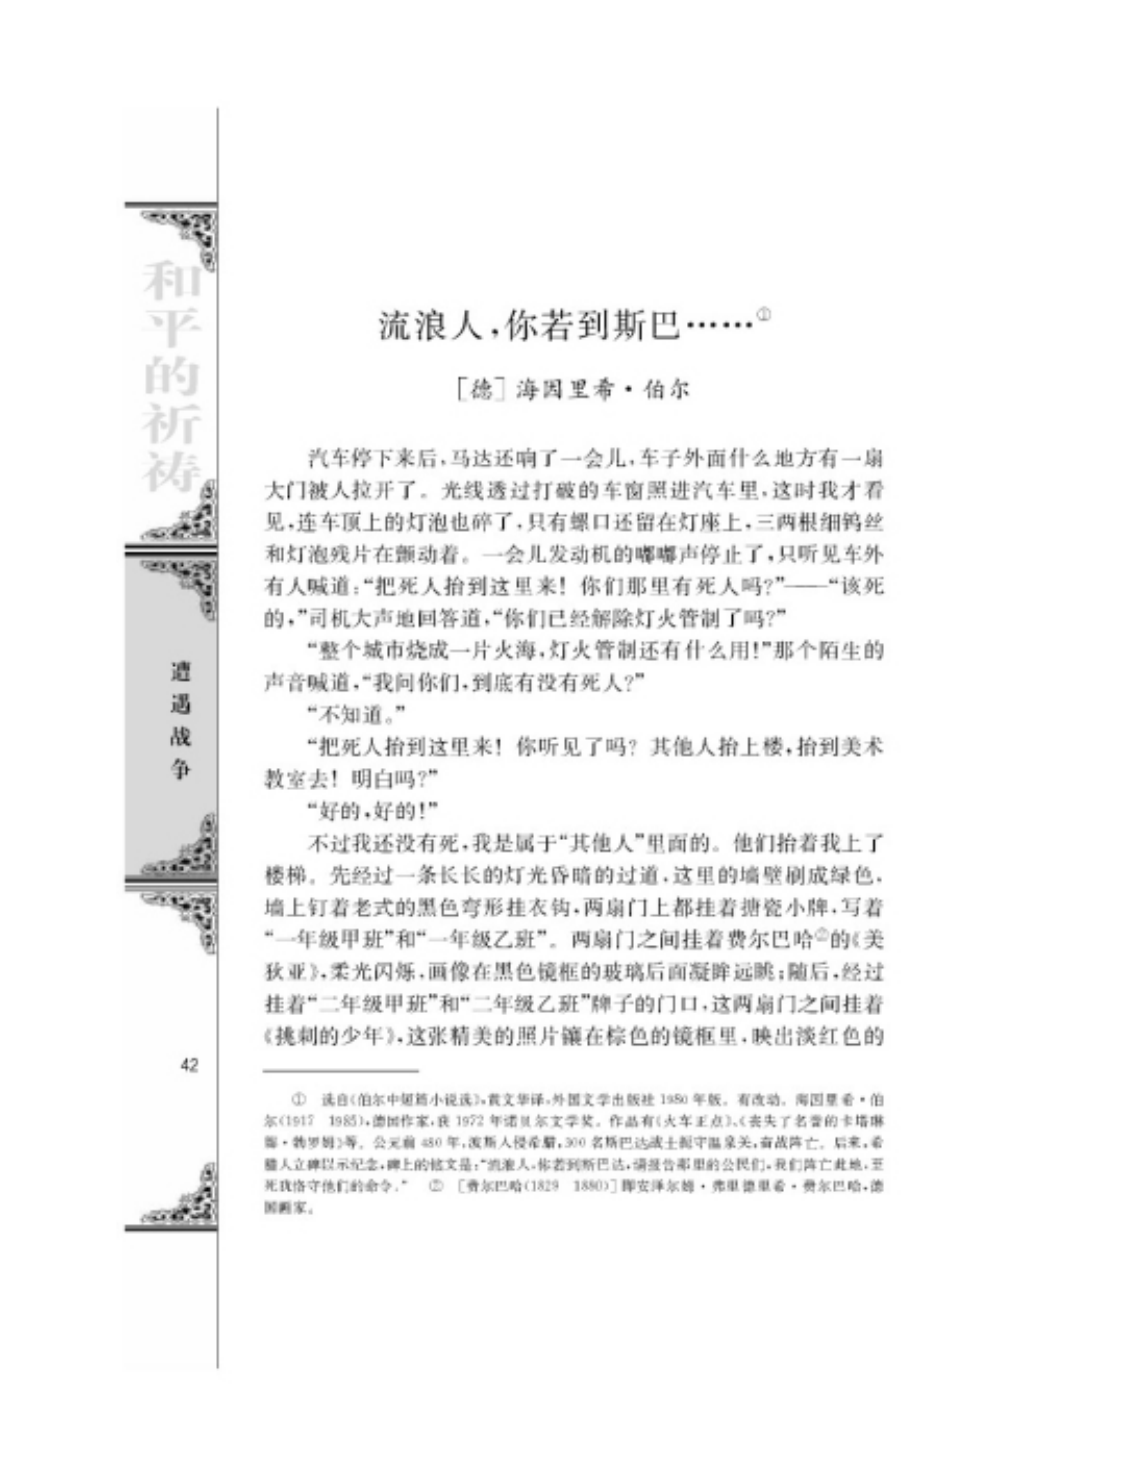 和平的祈祷
遭遇战争
42
流浪人，你若到斯巴……①
［德］海因里希·伯尔
汽车停下来后，马达还响了一会儿，车子外面什么地方有一扇
大门被人拉开了。光线透过打破的车窗照进汽车里，这时我才看
见，连车顶上的灯泡也碎了，只有螺口还留在灯座上，三两根细钨丝
和灯泡残片在颤动着。一会儿发动机的嘟嘟声停止了，只听见车外
有人喊道：“把死人抬到这里来！你们那里有死人吗？”——“该死
的，”司机大声地回答道，“你们已经解除灯火管制了吗？”
“整个城市烧成一片火海，灯火管制还有什么用！”那个陌生的
声音喊道，“我问你们，到底有没有死人？”
“不知道。”
“把死人抬到这里来！你听见了吗？其他人抬上楼，抬到美术
教室去！明白吗？”
“好的，好的！”
不过我还没有死，我是属于“其他人”里面的。他们抬着我上了
楼梯。先经过一条长长的灯光昏暗的过道，这里的墙壁刷成绿色，
墙上钉着老式的黑色弯形挂衣钩，两扇门上都挂着搪瓷小牌，写着
“一年级甲班”和“一年级乙班”。两扇门之间挂着费尔巴哈②的《美
狄亚》，柔光闪烁，画像在黑色镜框的玻璃后面凝眸远眺；随后，经过
挂着“二年级甲班”和“二年级乙班”牌子的门口，这两扇门之间挂着
《挑刺的少年》，这张精美的照片镶在棕色的镜框里，映出淡红色的
① 选自《伯尔中短篇小说选》，黄文华译，外国文学出版社 1980 年版。有改动。海因里希·伯
尔（1917 1985），德国作家，获 1972 年诺贝尔文学奖。作品有《火车正点》、《丧失了名誉的卡塔琳
娜·勃罗姆》等。公元前 480 年，波斯人侵希腊，300 名斯巴达战士扼守温泉关，奋战阵亡。后来，希
腊人立碑以示纪念，碑上的铭文是：“流浪人，你若到斯巴达，请报告那里的公民们，我们阵亡此地，至
死犹恪守他们的命令。” ② ［费尔巴哈（1829 1880）］即安泽尔姆·弗里德里希·费尔巴哈，德
国画家。